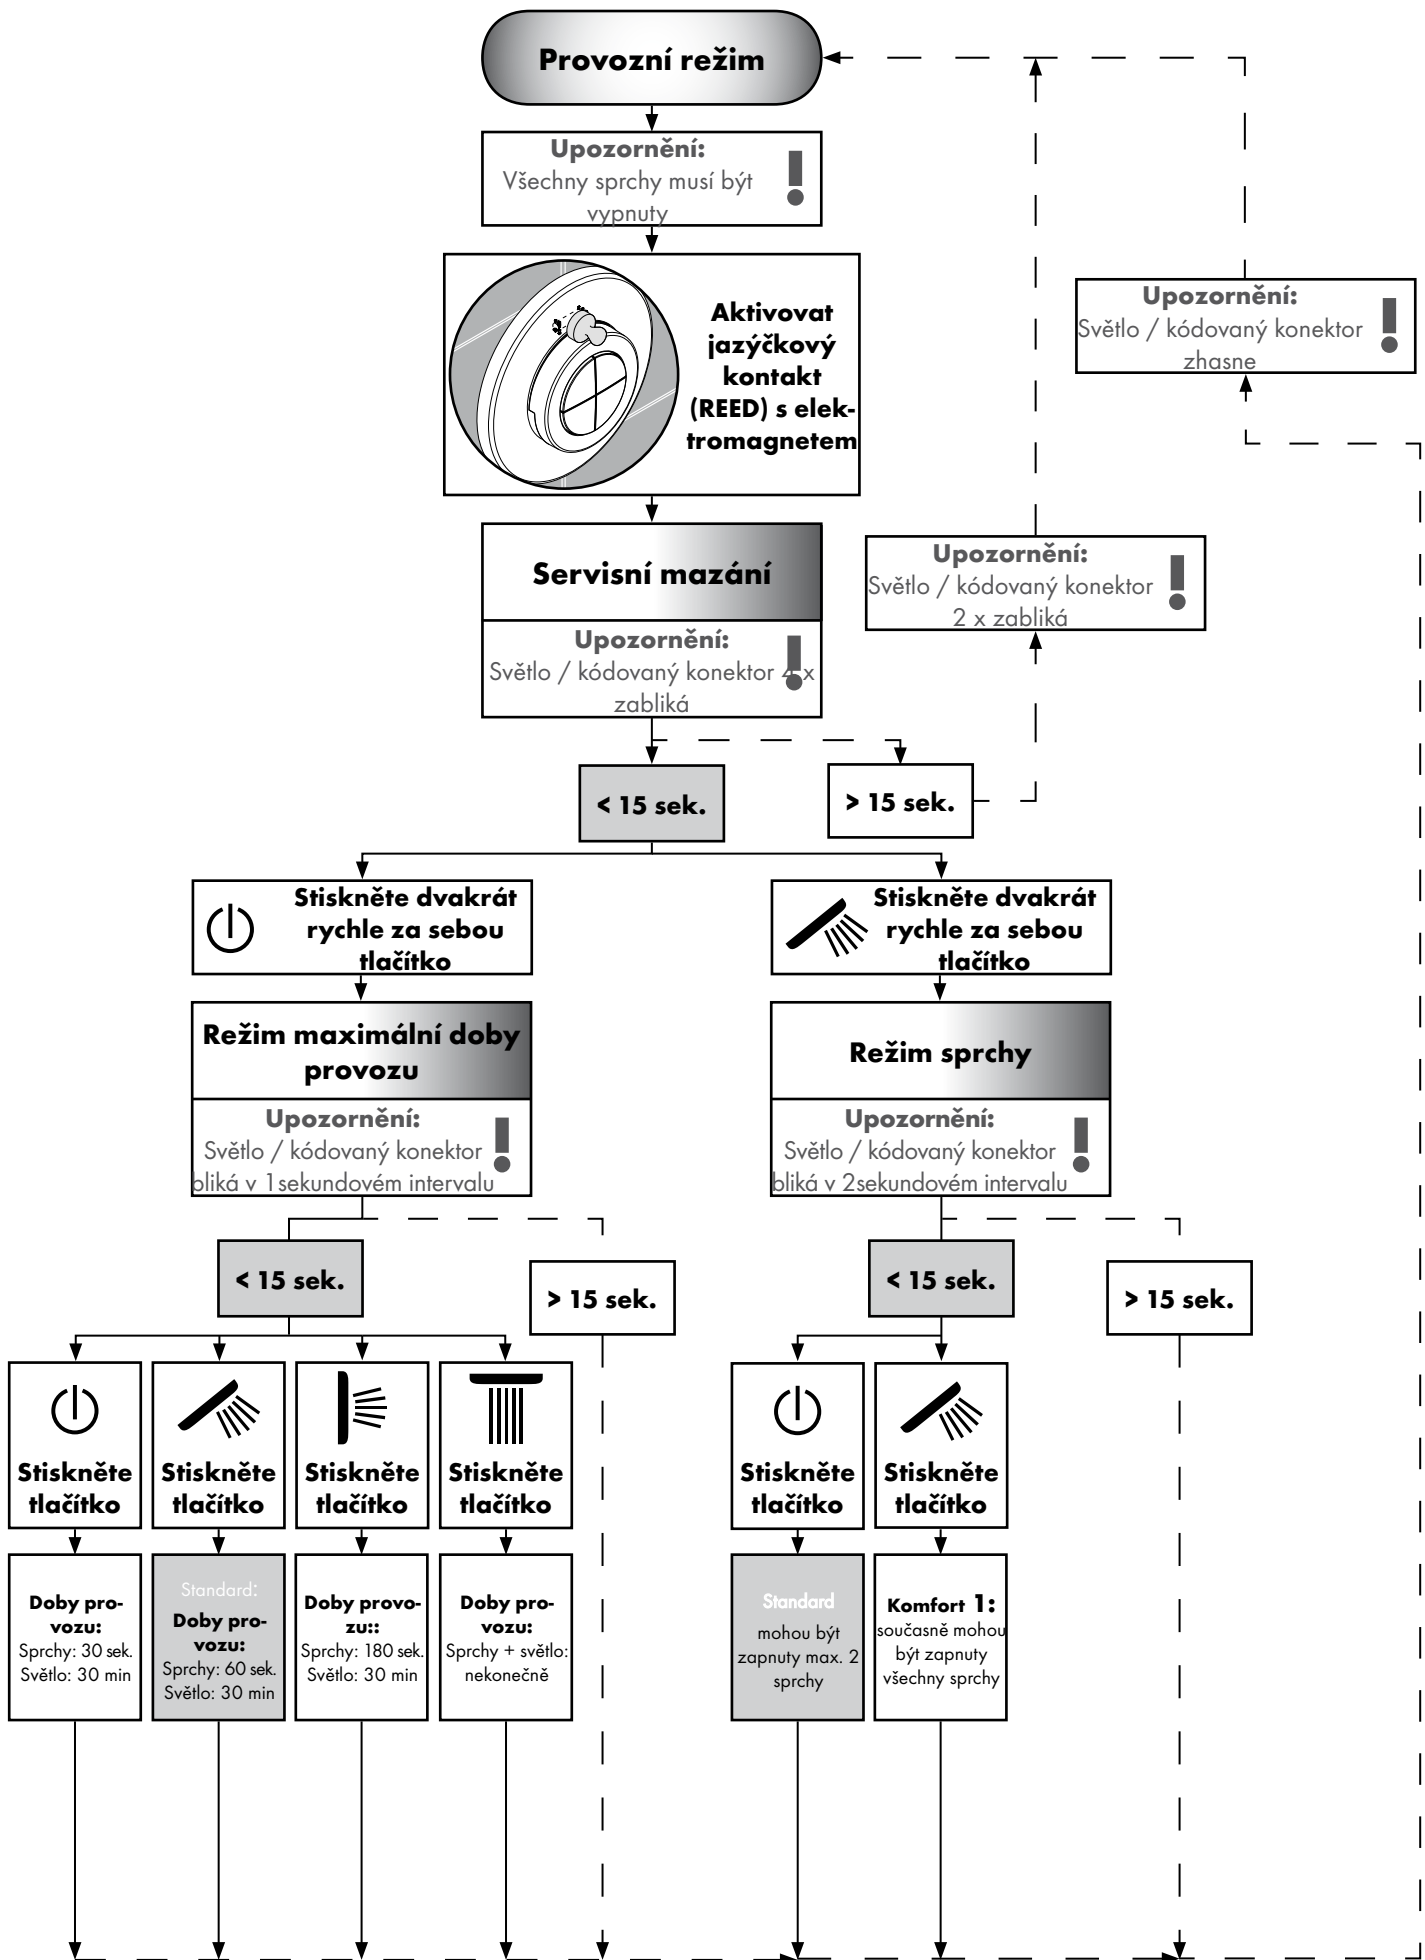 Provozní režim
Upozornění:
Všechny sprchy musí být
vypnuty
Aktivovat
jazýčkový
kontakt
(REED) s elek-
tromagnetem
Upozornění:
Světlo / kódovaný konektor
zhasne
Servisní mazání
Upozornění:
Světlo / kódovaný konektor 4 x
zabliká
Upozornění:
Světlo / kódovaný konektor
2 x zabliká
< 15 sek.
> 15 sek.
Stiskněte dvakrát
rychle za sebou
tlačítko
Stiskněte dvakrát
rychle za sebou
tlačítko
Režim maximální doby
provozu
Upozornění:
Světlo / kódovaný konektor
bliká v 1sekundovém intervalu
Režim sprchy
Upozornění:
Světlo / kódovaný konektor
bliká v 2sekundovém intervalu
< 15 sek.
> 15 sek.
< 15 sek.
> 15 sek.
Stiskněte
tlačítko
Stiskněte
tlačítko
Stiskněte
tlačítko
Stiskněte
tlačítko
Stiskněte
tlačítko
Stiskněte
tlačítko
Doby pro-
vozu:
Sprchy: 30 sek.
Světlo: 30 min
Standard:
Doby pro-
vozu:
Sprchy: 60 sek.
Světlo: 30 min
Doby provo-
zu::
Sprchy: 180 sek.
Světlo: 30 min
Doby pro-
vozu:
Sprchy + světlo:
nekonečně
Standard
mohou být
zapnuty max. 2
sprchy
Komfort 1:
současně mohou
být zapnuty
všechny sprchy